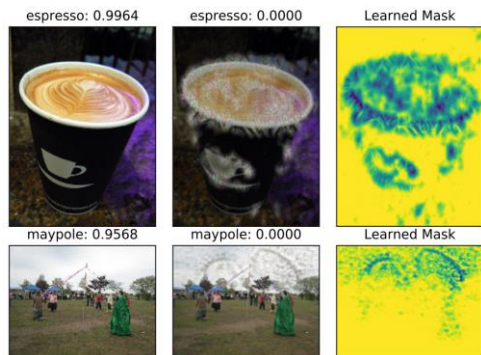 espresso: 0.9964
espresso: 0.0000
Learned Mask
maypole: 0.9568
maypole: 0.0000
Learned Mask